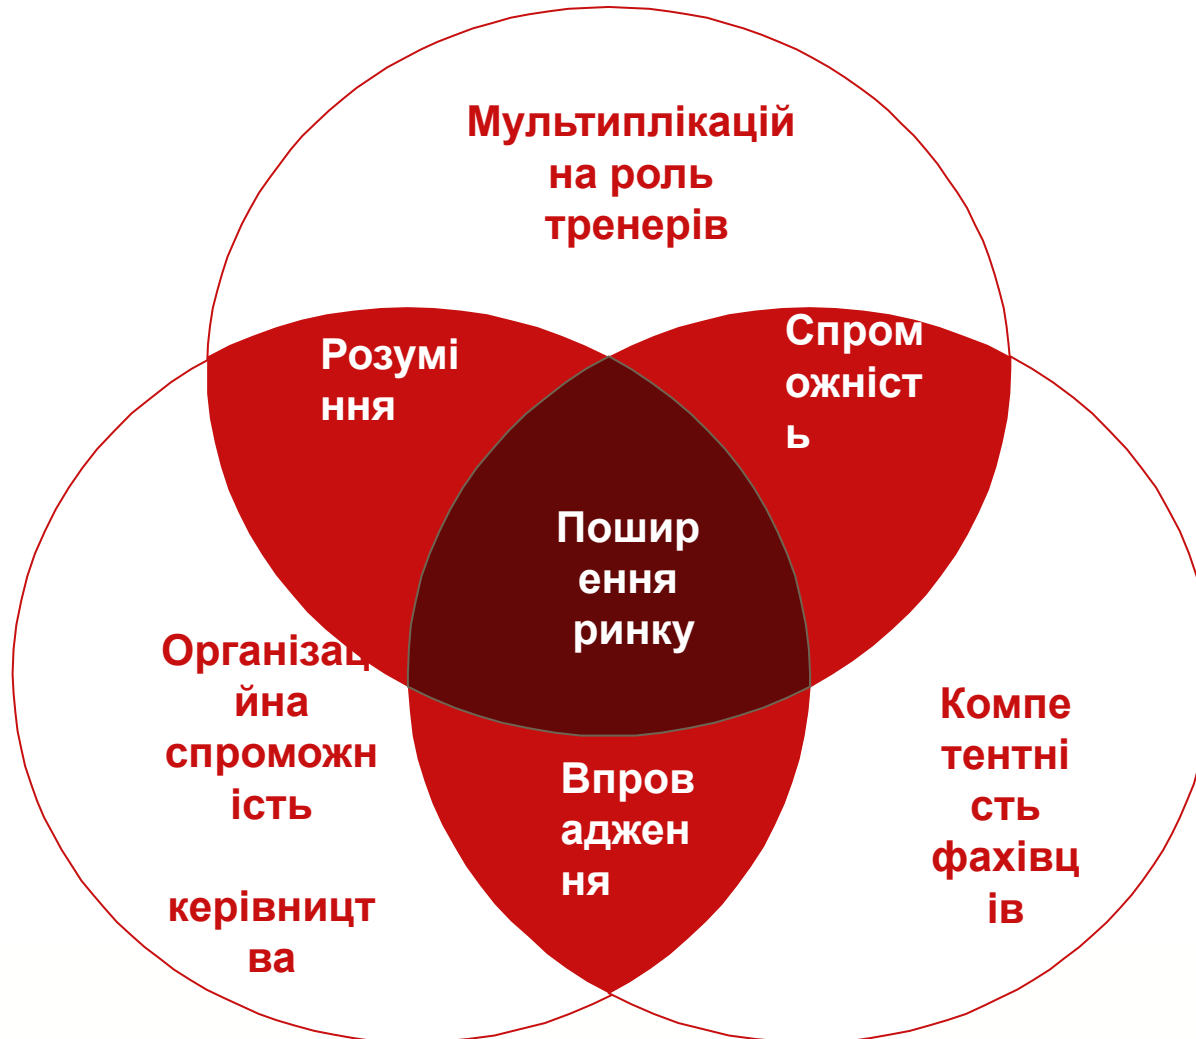 Мультиплікацій
на роль
тренерів
Розумі
ння
Спром
ожніст
ь
Пошир
ення
ринку
Організац
йна
спроможн
ість
керівницт
ва
Компе
тентні
сть
фахівц
ів
Впров
аджен
ня